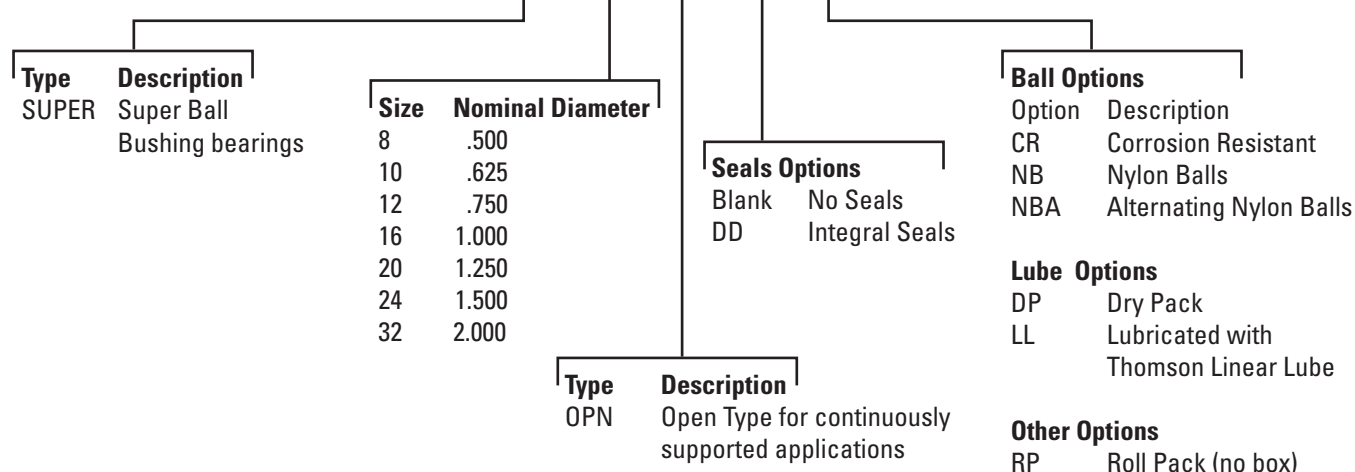 Type Description
SUPER Super Ball
Bushing bearings
Size Nominal Diameter
8 .500
10 .625
12 .750
16 1.000
20 1.250
24 1.500
32 2.000
Type Description
OPN Open Type for continuously
supported applications
Seals Options
Blank No Seals
DD Integral Seals
Ball Options
Option Description
CR Corrosion Resistant
NB Nylon Balls
NBA Alternating Nylon Balls
Lube Options
DP Dry Pack
LL Lubricated with
Thomson Linear Lube
Other Options
RP Roll Pack (no box)